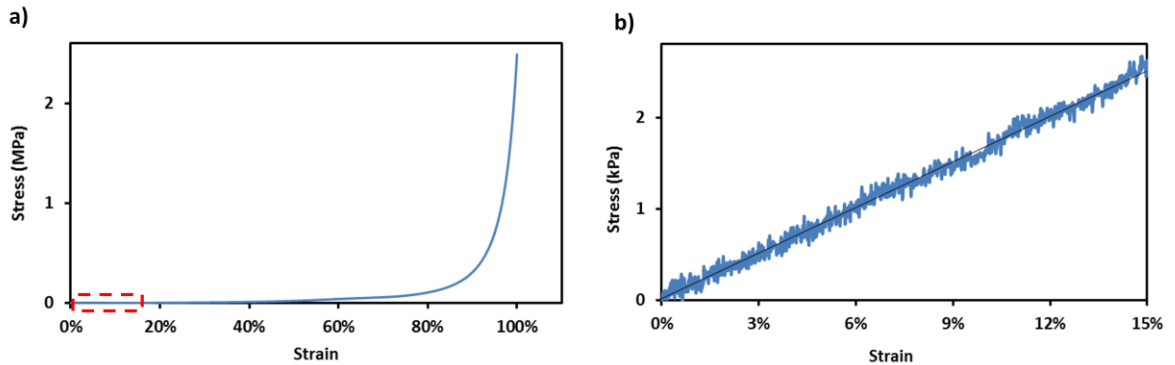 a)
Stress (MPa)
2
1
0
0% 20% 40% 60% 80% 100%
Strain
b)
Stress (kPa)
2
1
0
0% 3% 6% 9% 12% 15%
Strain